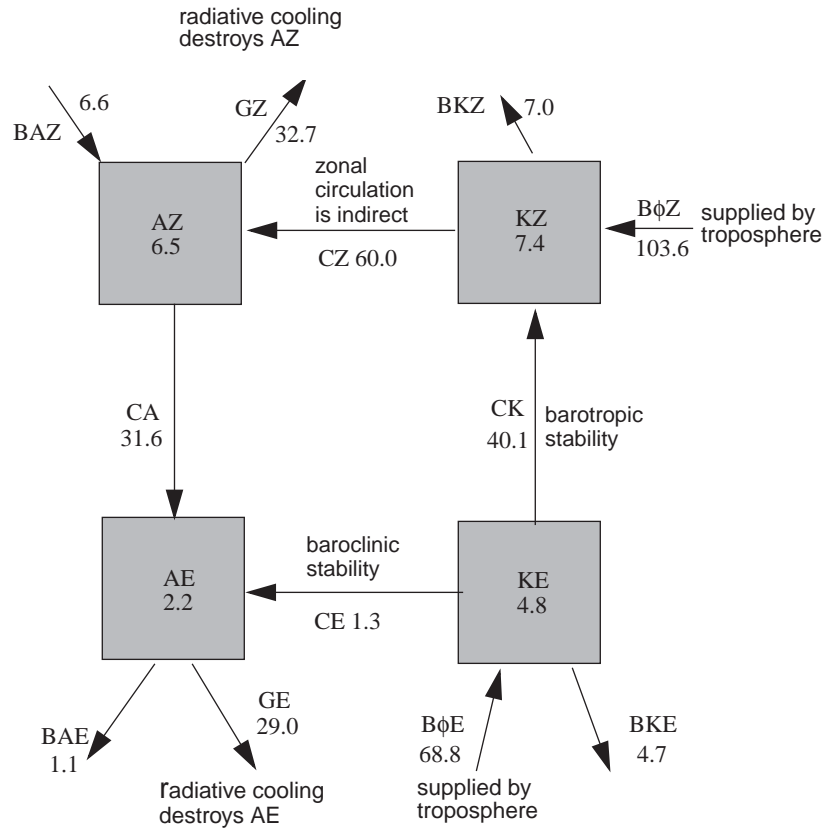 radiative cooling
destroys AZ
6.6
BAZ
GZ
32.7
BKZ
7.0
zonal
circulation
is indirect
AZ
6.5
CZ 60.0
KZ
7.4
BϕZ
103.6
supplied by
troposphere
CA
31.6
CK
40.1
barotropic
stability
baroclinic
stability
AE
2.2
CE 1.3
KE
4.8
BAE
1.1
GE
29.0
BϕE
68.8
BKE
4.7
radiative cooling
destroys AE
supplied by
troposphere